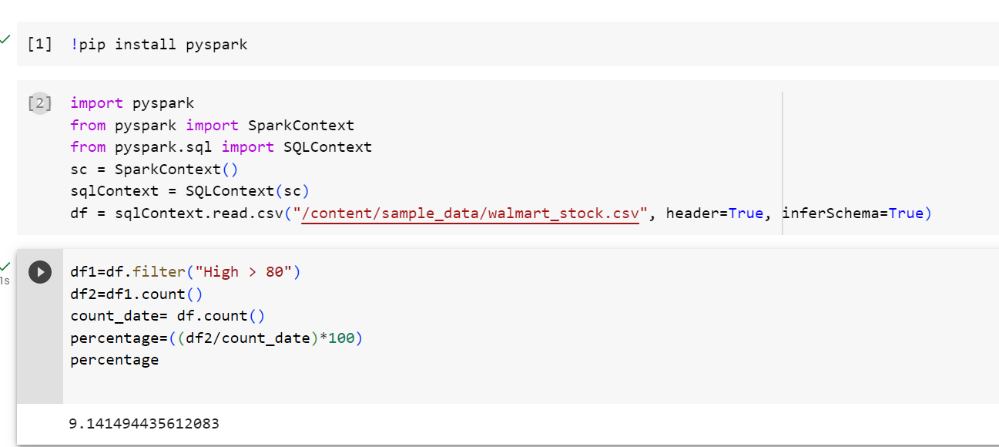 [1] !pip install pyspark
[2] import pyspark
from pyspark import SparkContext
from pyspark.sql import SQLContext
sc = SparkContext()
sqlContext = SQLContext(sc)
df = sqlContext.read.csv("/content/sample_data/walmart_stock.csv", header=True, inferSchema=True)
1s
df1=df.filter("High > 80")
df2=df1.count()
count_date= df.count()
percentage=((df2/count_date)*100)
percentage
9.141494435612083